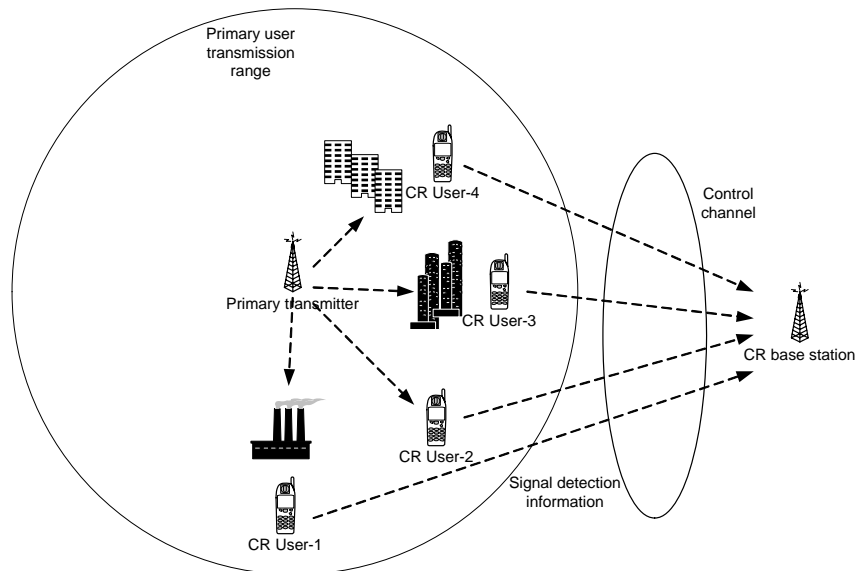 Primary user
transmission
range
CR User-4
Control
channel
Primary transmitter
CR User-3
CR base station
CR User-2
Signal detection
information
CR User-1